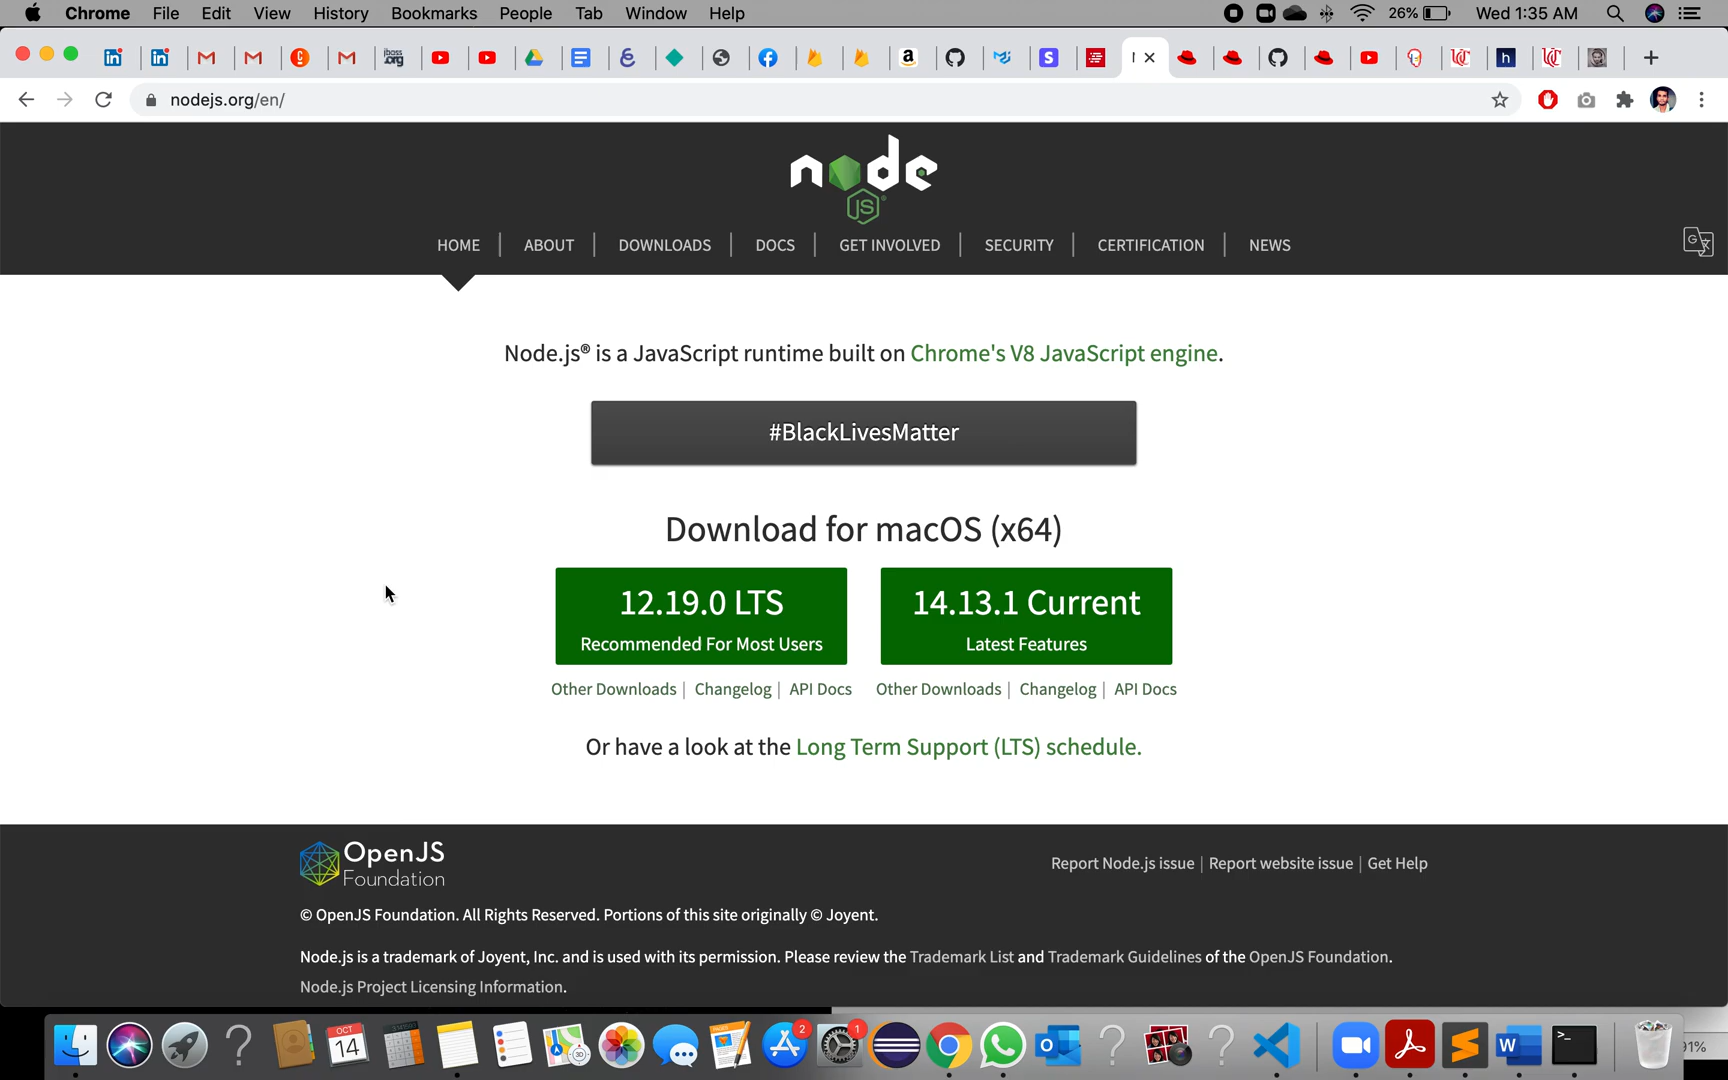 Chrome File Edit View History Bookmarks People Tab Window Help 26% Wed 1:35 AM
nodejs.org/en/
node
JS
HOME ABOUT DOWNLOADS DOCS GET INVOLVED SECURITY CERTIFICATION NEWS
Node.js® is a JavaScript runtime built on Chrome's V8 JavaScript engine.
#BlackLivesMatter
Download for macOS (x64)
12.19.0 LTS 14.13.1 Current
Recommended For Most Users Latest Features
Other Downloads | Changelog | API Docs Other Downloads | Changelog | API Docs
Or have a look at the Long Term Support (LTS) schedule.
OpenJS
Foundation
Report Node.js issue | Report website issue | Get Help
© OpenJS Foundation. All Rights Reserved. Portions of this site originally © Joyent.
Node.js is a trademark of Joyent, Inc. and is used with its permission. Please review the Trademark List and Trademark Guidelines of the OpenJS Foundation.
Node.js Project Licensing Information.
OCT
14
2
1
91%